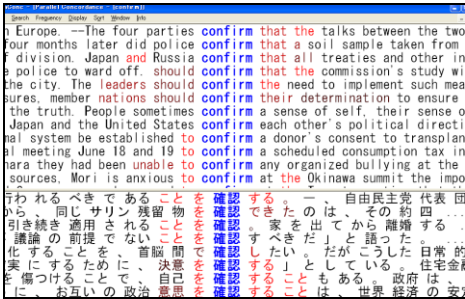 Conc - [Parallel Concordance - [confirm]]
Search Frequency Display Sort Window Info
n Europe. --The four parties confirm that the talks between the two
four months later did police confirm that a soil sample taken from
f division. Japan and Russia confirm that all treaties and other in
e police to ward off. should confirm that the commission's study wi
the city. The leaders should confirm the need to implement such mea
sures, member nations should confirm their determination to ensure
the truth. People sometimes confirm a sense of self, their sense o
Japan and the United States confirm each other's political directi
mal system be established to confirm a donor's consent to transplan
al meeting June 18 and 19 to confirm a scheduled consumption tax in
hara they had been unable to confirm any organized bullying at the
sources, Mori is anxious to confirm at the Okinawa summit the impo
行わ れる べき で ある こと を 確認 する 。 一 、 自由民主党 代表 団
から 、 同じ サリン 残留 物 を 確認 できた の は 、 その 約 四
引き続き 適用 さ れる こと を 確認 。 家 を 出 て から 離婚 する
議論 の 前提 で ない こと を 確認 す べき だ 」 と 語っ た 。
化 する こと を 、 首脳 間 で 確認 し たい 。 だが こうした 日常 的
実 に する ため に 、 決意 を 確認 する 」 と し て いる 。 住宅金
を 傷つける こと で 、 自己 を 確認 する こと も ある 。 政府 は 、
に 、 お互い の 政治 意思 を 確認 する こと は 、 世界 経済 の 安